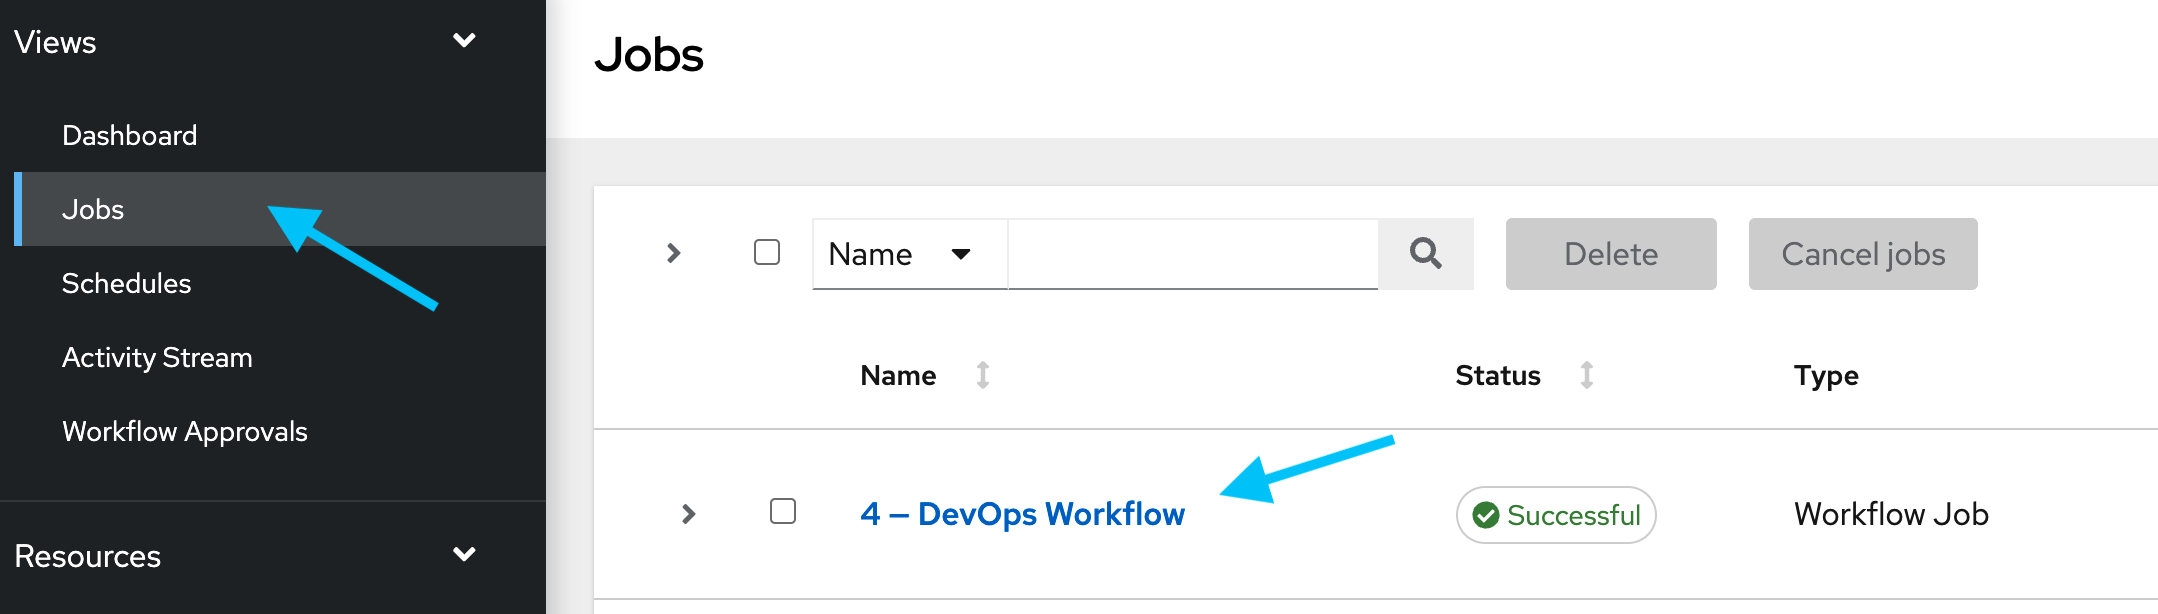 Views
Dashboard
Jobs
Schedules
Activity Stream
Workflow Approvals
Resources
Jobs
Name
Delete
Cancel jobs
Name Status Type
4 — DevOps Workflow Successful Workflow Job